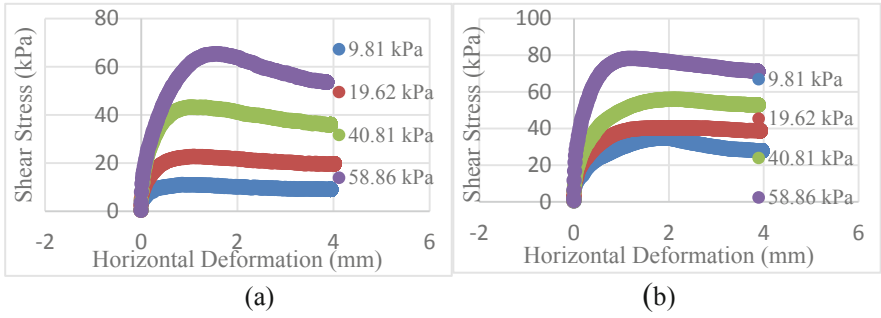 80
60
40
20
0
-2
0
2
4
6
Shear Stress (kPa)
Horizontal Deformation (mm)
9.81 kPa
19.62 kPa
40.81 kPa
58.86 kPa
(a)
100
80
60
40
20
0
-2
0
2
4
6
Shear Stress (kPa)
Horizontal Deformation (mm)
9.81 kPa
19.62 kPa
40.81 kPa
58.86 kPa
(b)